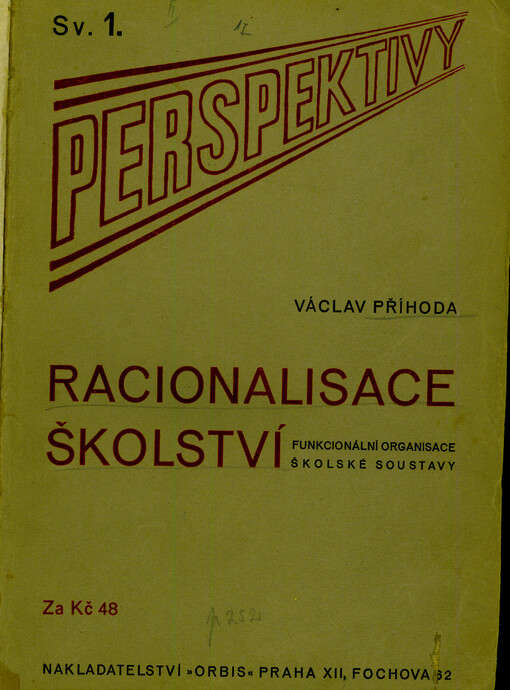 Sv. 1.
PERSPEKTIVY
VÁCLAV PŘÍHODA
RACIONALISACE
ŠKOLSTVÍ
FUNKCIONÁLNÍ ORGANISACE
ŠKOLSKÉ SOUSTAVY
Za Kč 48
p 252
NAKLADATELSTVÍ »ORBIS« PRAHA XII, FOCHOVA 62